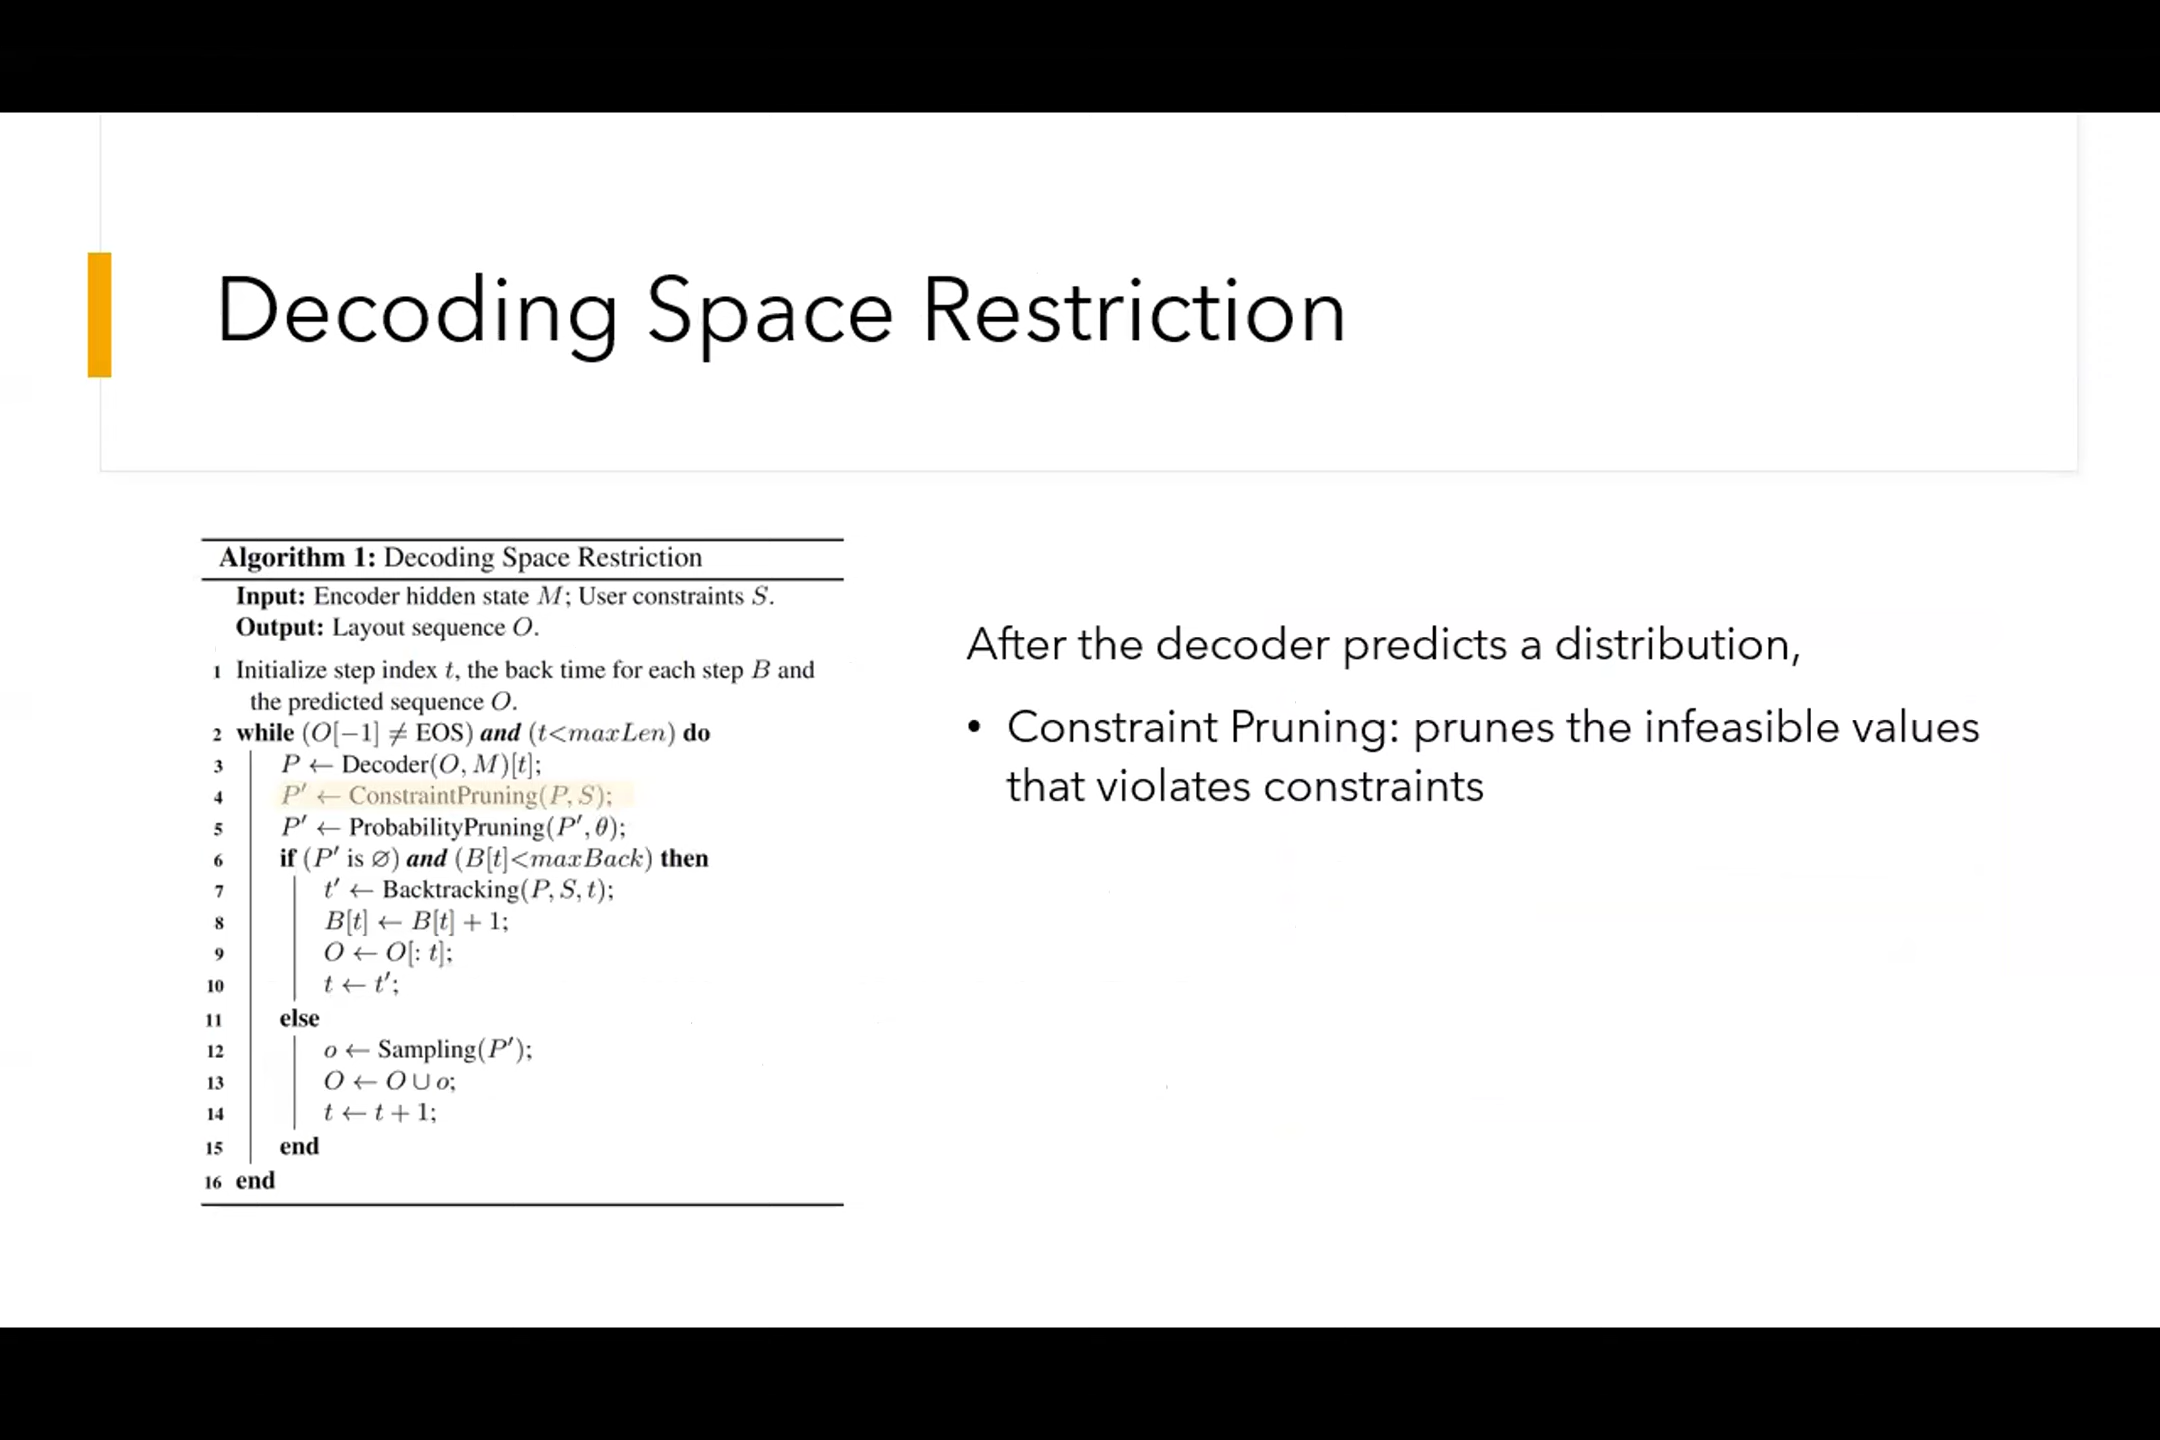 Decoding Space Restriction
Algorithm 1: Decoding Space Restriction
Input: Encoder hidden state M; User constraints S.
Output: Layout sequence O.
1 Initialize step index t, the back time for each step B and
the predicted sequence O.
2 while (O[−1] ≠ EOS) and (t<maxLen) do
3 P ← Decoder(O, M)[t];
4 P′ ← ConstraintPruning(P, S);
5 P′ ← ProbabilityPruning(P′, θ);
6 if (P′ is ∅) and (B[t]<maxBack) then
7 t′ ← Backtracking(P, S, t);
8 B[t] ← B[t] + 1;
9 O ← O[: t];
10 t ← t′;
11 else
12 o ← Sampling(P′);
13 O ← O ∪ o;
14 t ← t + 1;
15 end
16 end
After the decoder predicts a distribution,
• Constraint Pruning: prunes the infeasible values
that violates constraints